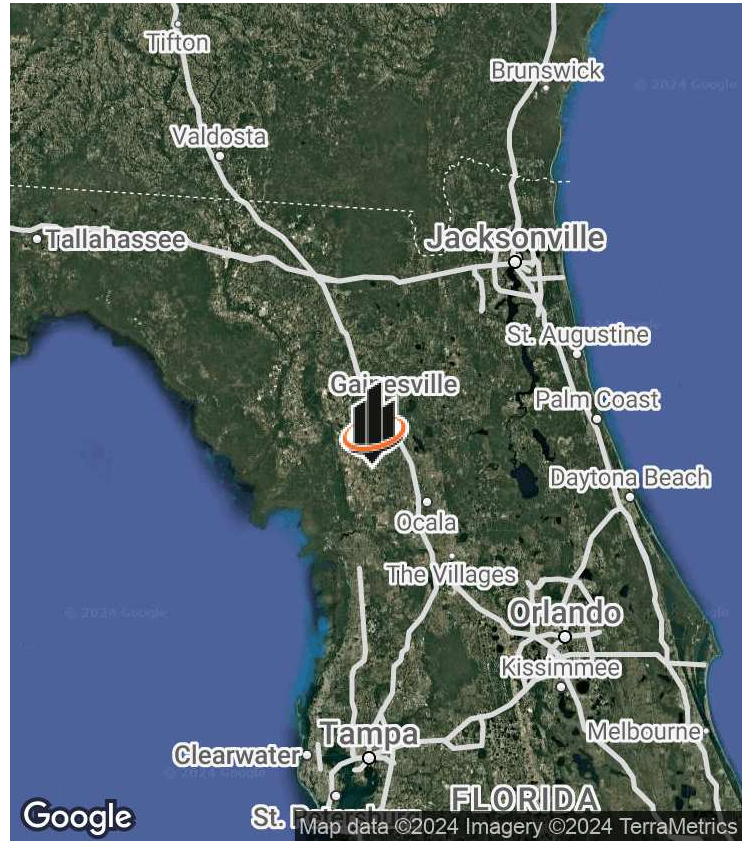 Tifton
Brunswick
© 2024 Google
Valdosta
Tallahassee
Jacksonville
St. Augustine
Gainesville
Palm Coast
Daytona Beach
Ocala
The Villages
© 2024 Google
Orlando
Kissimmee
Tampa
Melbourne
Clearwater
© 2024 Google
FLORIDA
St. Petersburg
Google
Map data ©2024 Imagery ©2024 TerraMetrics